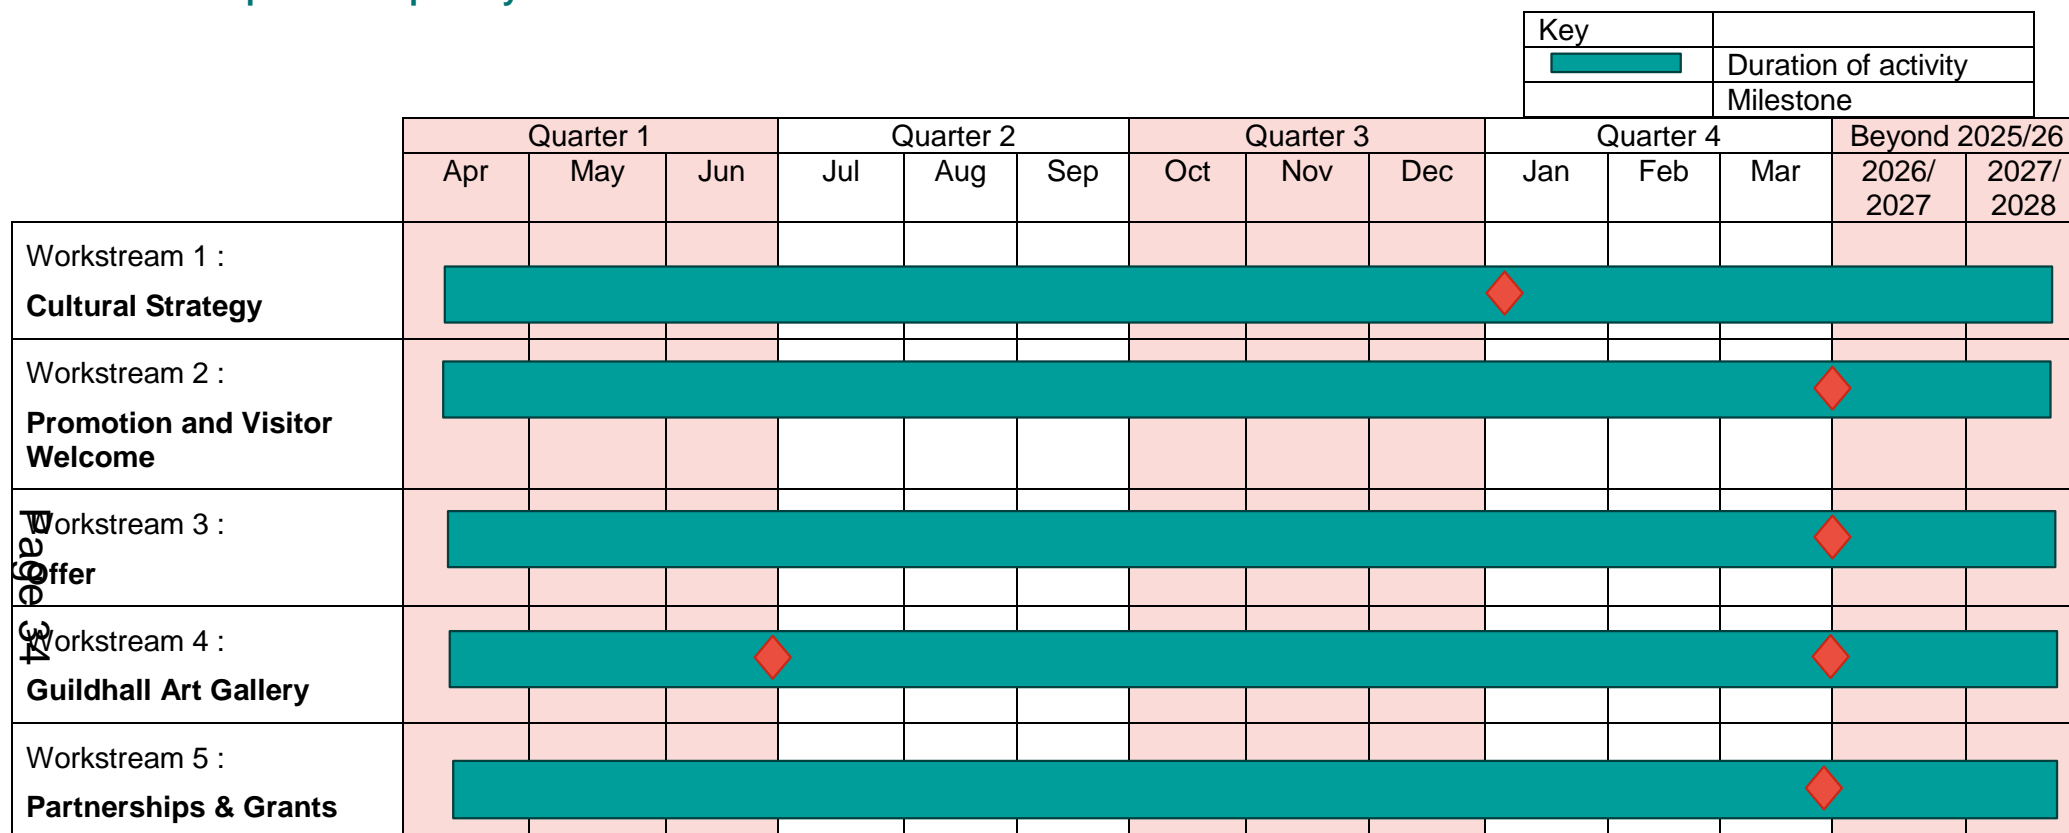 Key
Duration of activity
Milestone
Quarter 1 Quarter 2 Quarter 3 Quarter 4 Beyond 2025/26
Apr May Jun Jul Aug Sep Oct Nov Dec Jan Feb Mar 2026/ 2027/
2027 2028
Workstream 1 :
Cultural Strategy
Workstream 2 :
Promotion and Visitor
Welcome
Workstream 3 :
Offer
Workstream 4 :
Guildhall Art Gallery
Workstream 5 :
Partnerships & Grants
Page 34